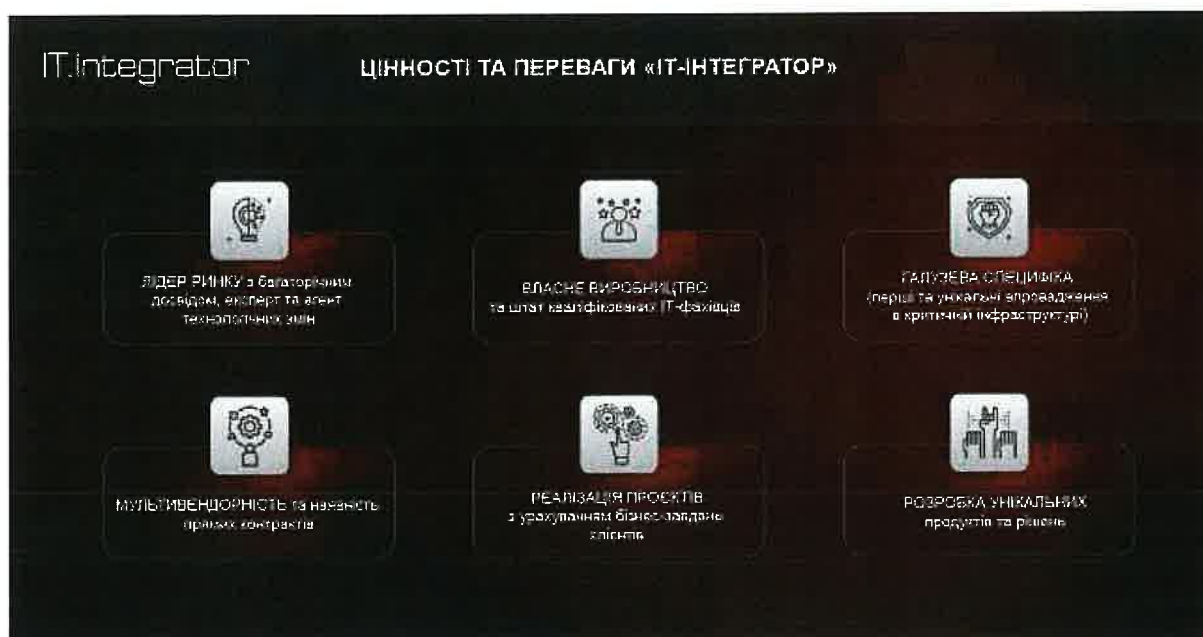 IT.Integrator
ЦІННОСТІ ТА ПЕРЕВАГИ «ІТ-ІНТЕГРАТОР»
ЛІДЕР РИНКУ з багаторічним
досвідом, експерт та агент
технологічних змін
ВЛАСНЕ ВИРОБНИЦТВО
та штат кваліфікованих ІТ-фахівців
ГАЛУЗЕВА СПЕЦИФІКА
(перші та унікальні впровадження
в критичній інфраструктурі)
МУЛЬТИВЕНДОРНІСТЬ та наявність
прямих контрактів
РЕАЛІЗАЦІЯ ПРОЄКТІВ
з урахуванням бізнес-завдань
клієнтів
РОЗРОБКА УНІКАЛЬНИХ
продуктів та рішень